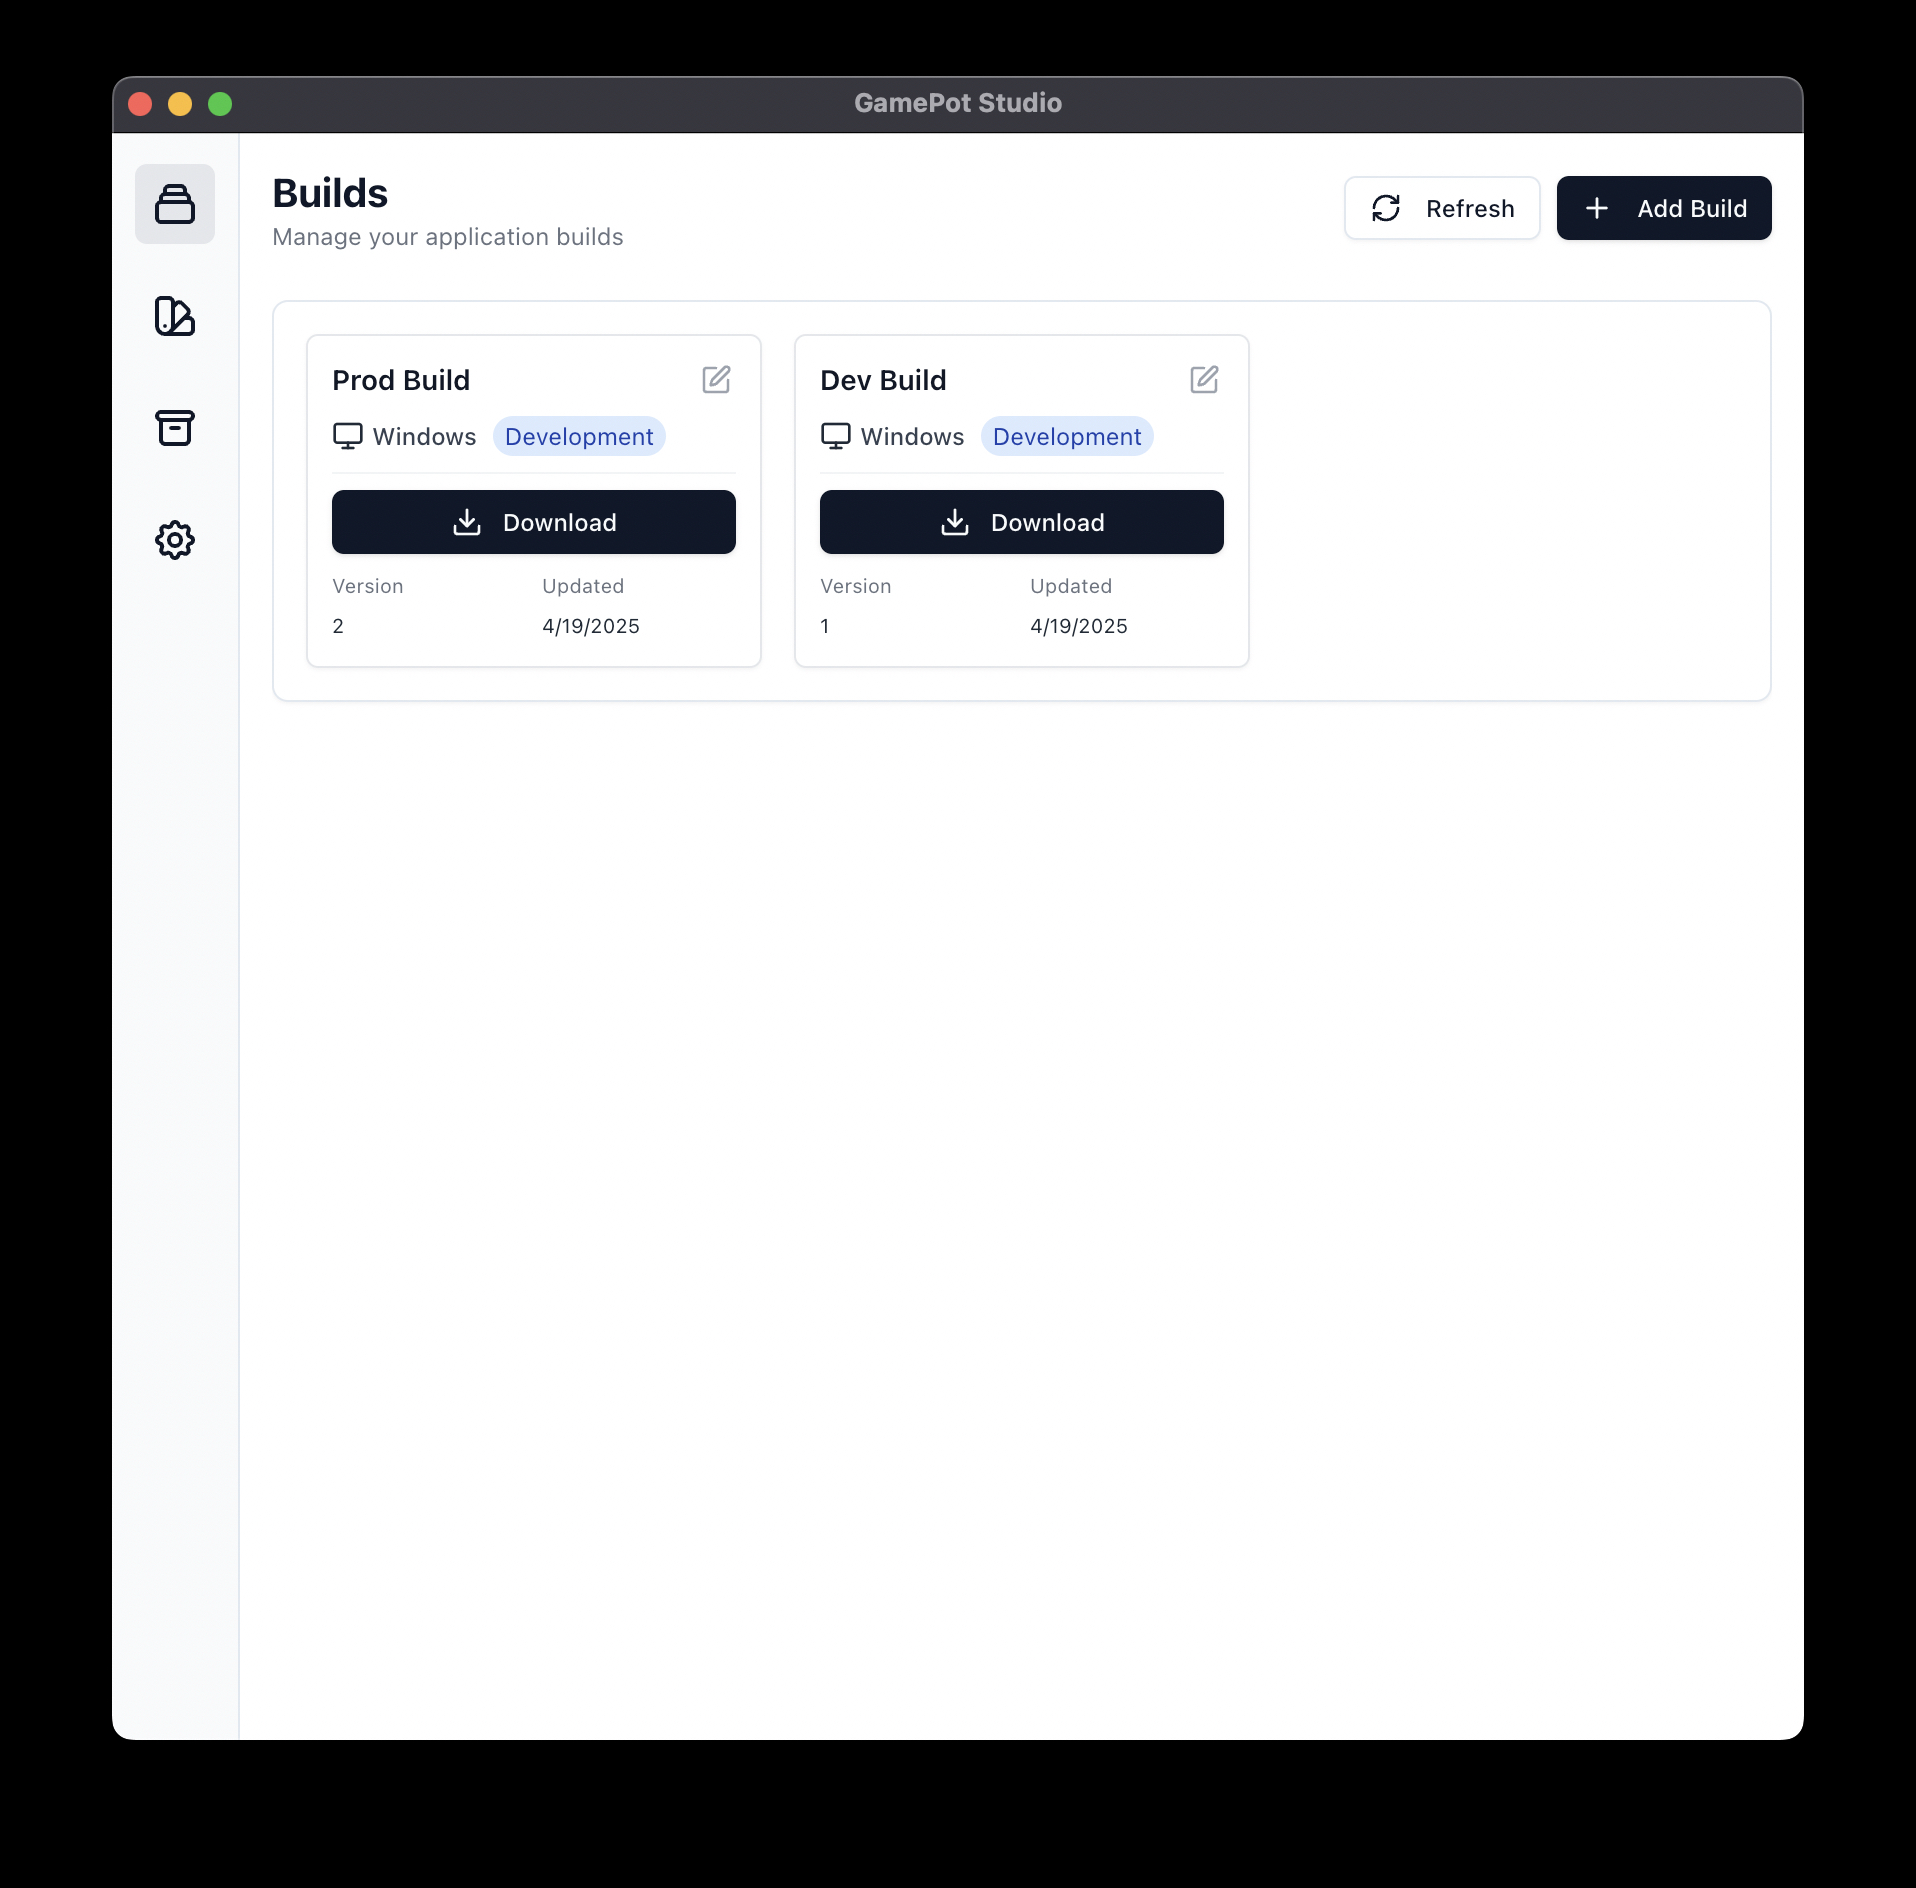 GamePot Studio
Builds
Manage your application builds
Refresh
Add Build
Prod Build
Windows Development
Download
Version Updated
2 4/19/2025
Dev Build
Windows Development
Download
Version Updated
1 4/19/2025